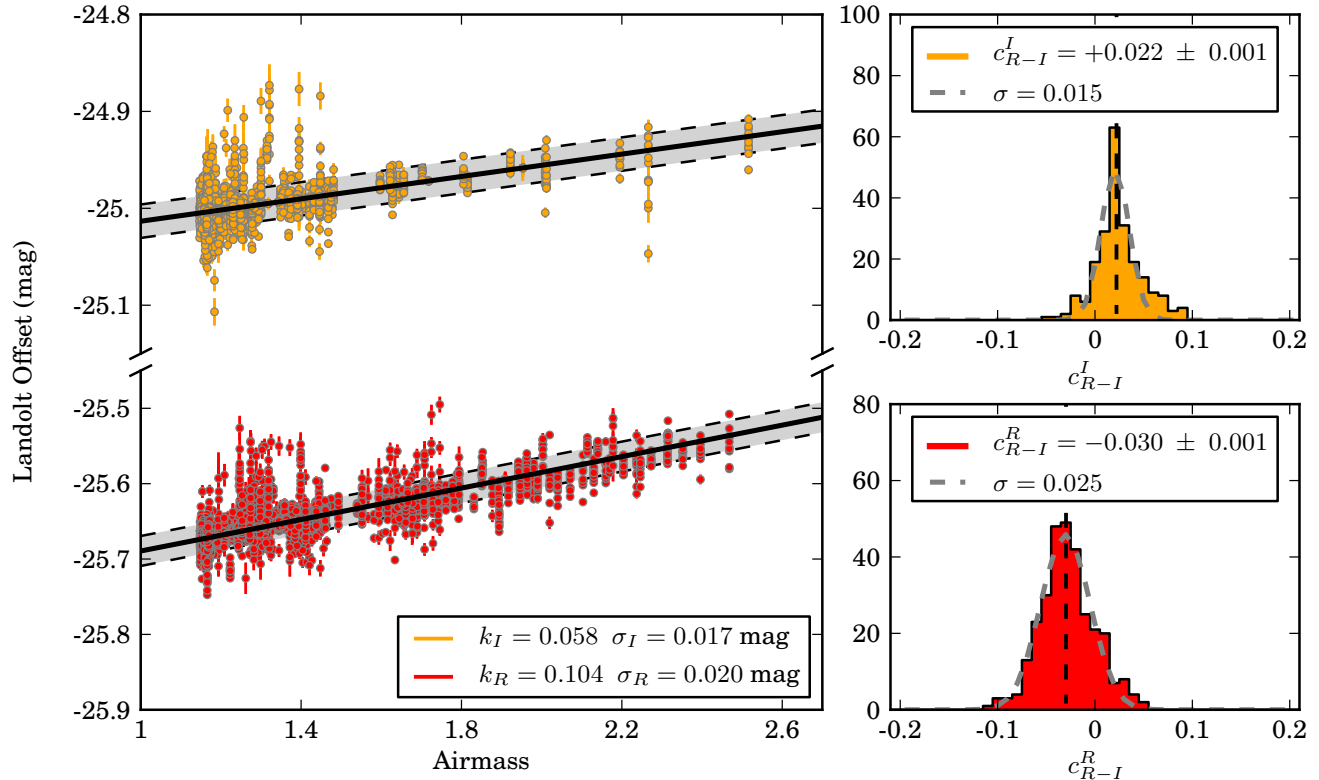 Landolt Offset (mag)
-24.8
-24.9
-25.0
-25.1
-25.5
-25.6
-25.7
-25.8
-25.9
k_I = 0.058 σ_I = 0.017 mag
k_R = 0.104 σ_R = 0.020 mag
1 1.4 1.8 2.2 2.6
Airmass
100
80
60
40
20
0
c^I_{R−I} = +0.022 ± 0.001
σ = 0.015
-0.2 -0.1 0 0.1 0.2
c^I_{R−I}
80
60
40
20
0
c^R_{R−I} = −0.030 ± 0.001
σ = 0.025
-0.2 -0.1 0 0.1 0.2
c^R_{R−I}